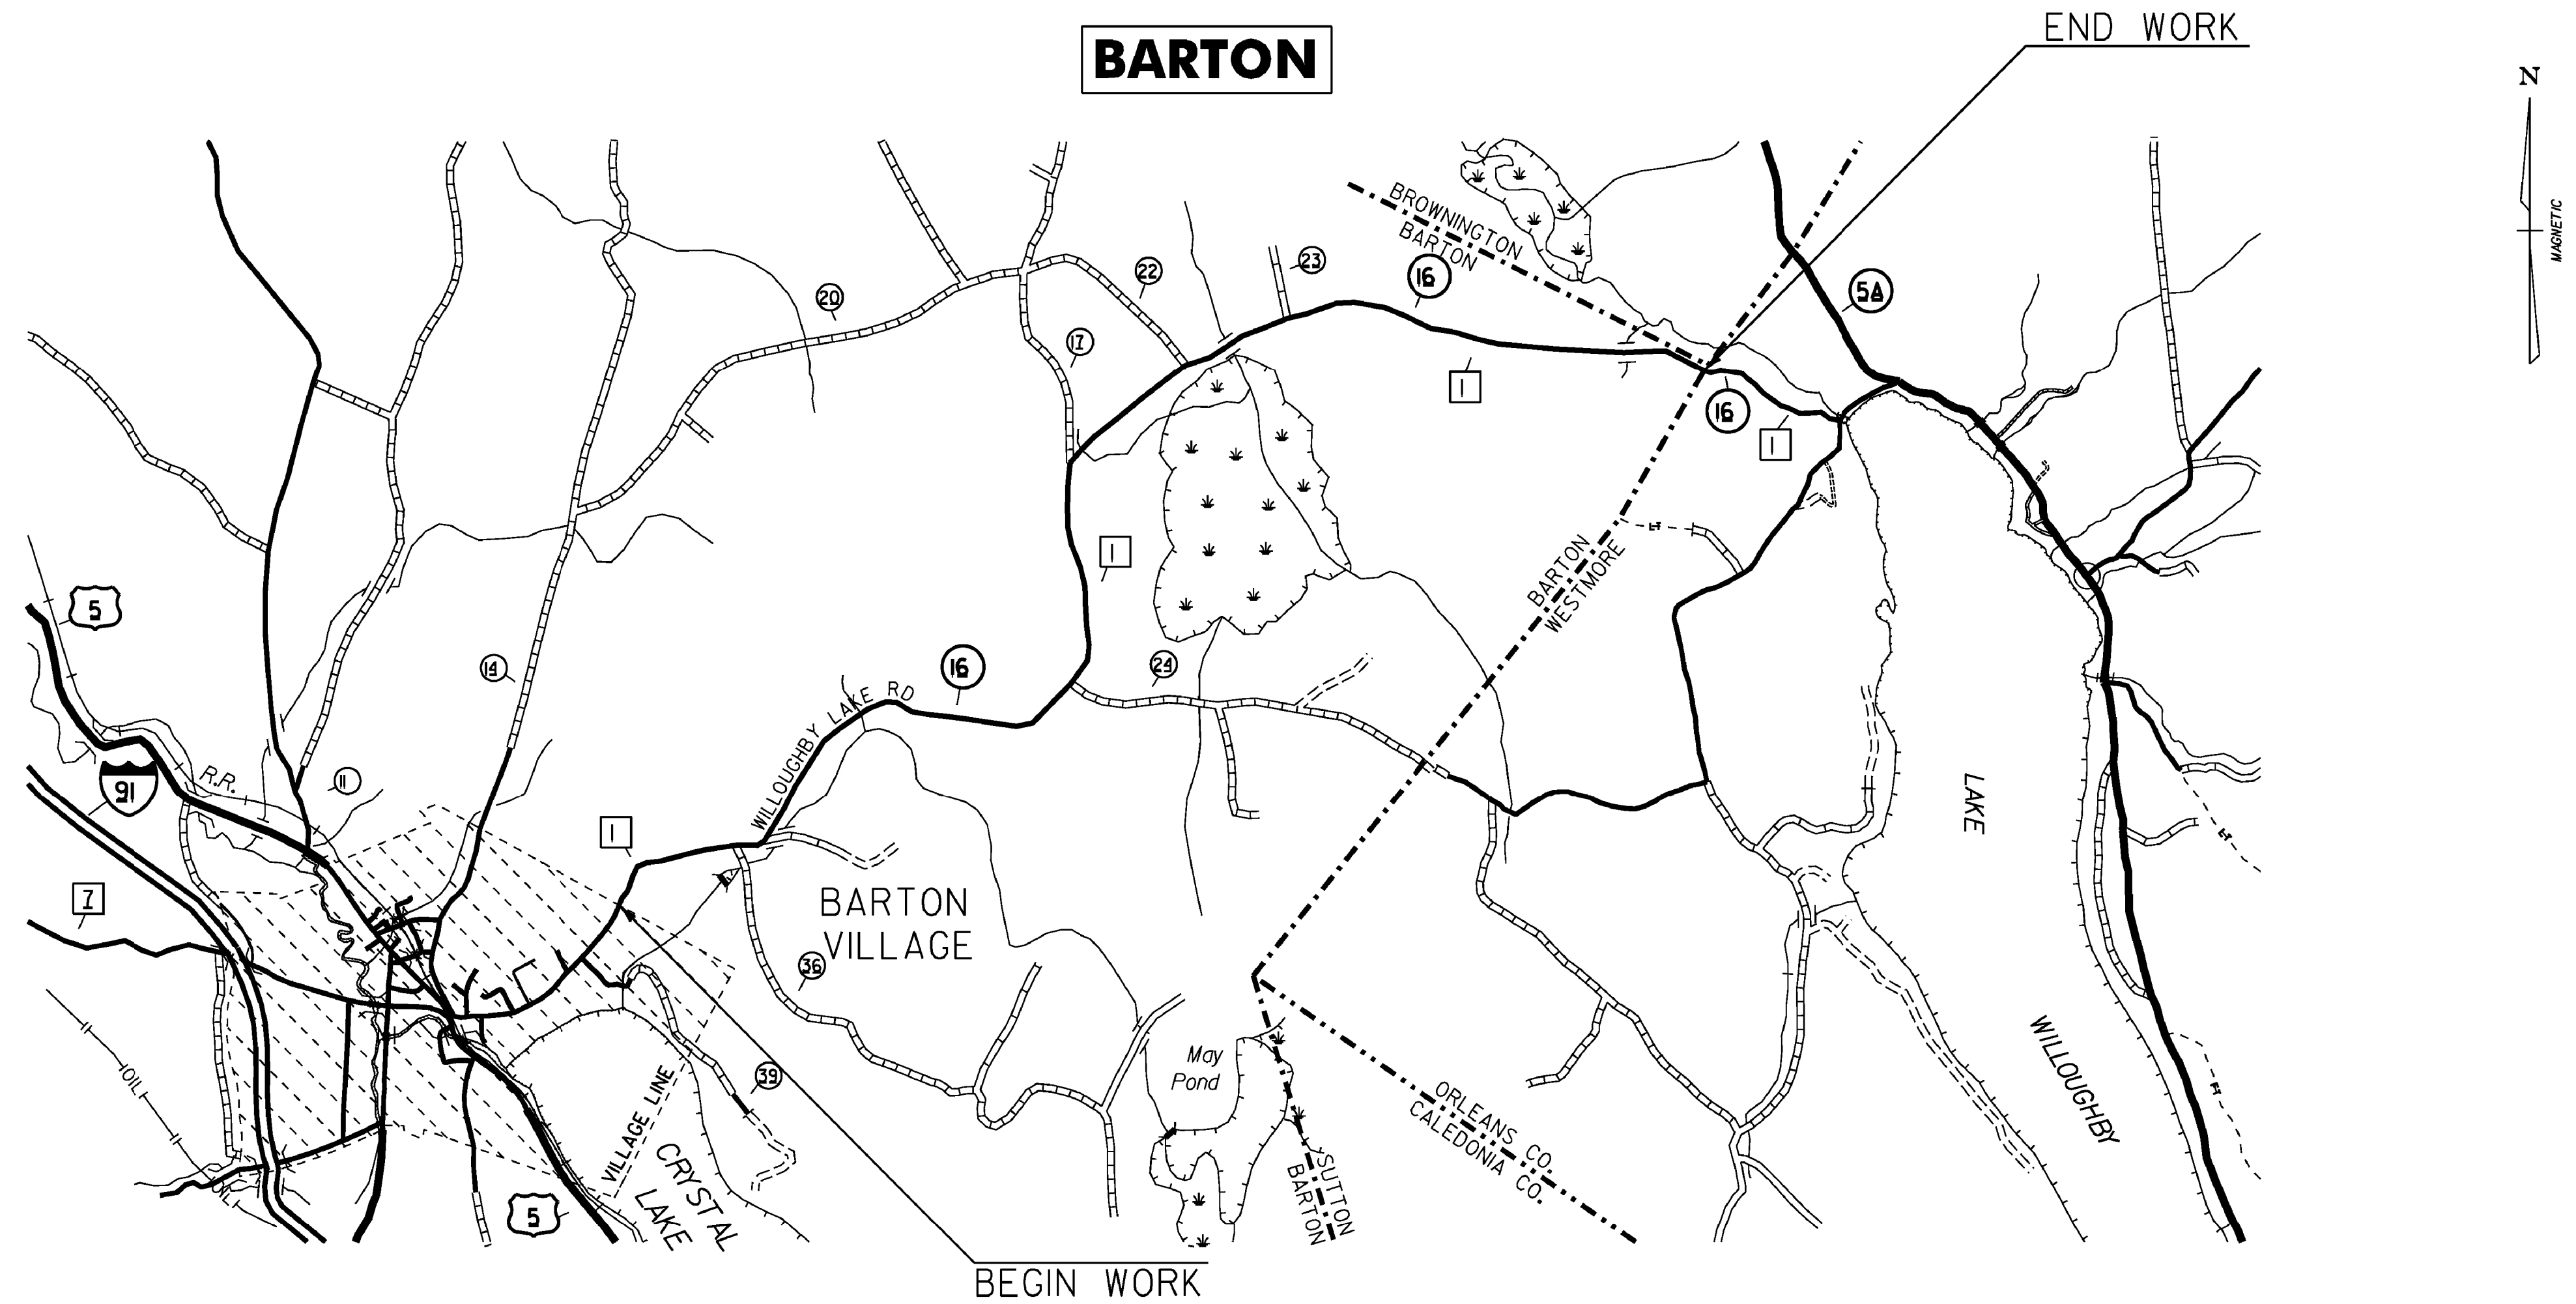 END WORK
BARTON
N
MAGNETIC
BROWNINGTON
BARTON
23
22
20
16
5A
17
1
16
1
1
BARTON
WESTMORE
5
14
24
16
WILLOUGHBY LAKE RD
R.R.
91
11
1
LAKE
WILLOUGHBY
7
BARTON
VILLAGE
36
OIL
May
Pond
39
VILLAGE LINE
ORLEANS CO.
CALEDONIA CO.
CRYSTAL
LAKE
SUTTON
BARTON
OIL
5
BEGIN WORK